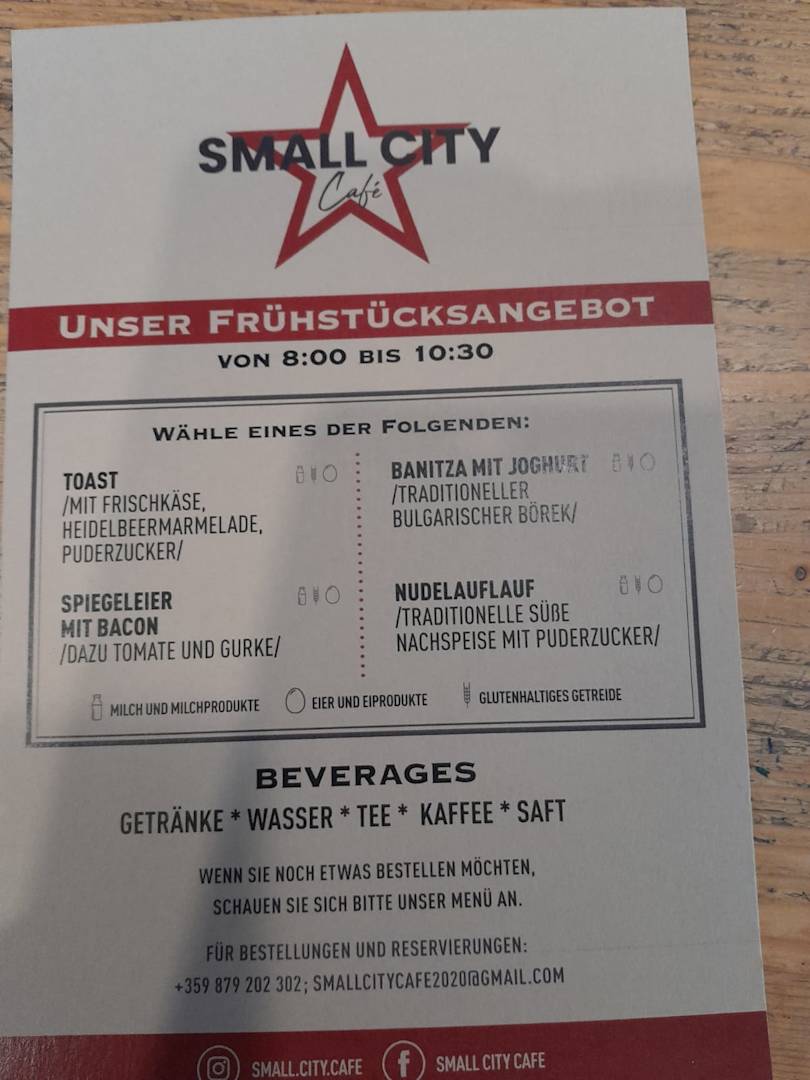 SMALL CITY
Café
UNSER FRÜHSTÜCKSANGEBOT
VON 8:00 BIS 10:30
WÄHLE EINES DER FOLGENDEN:
TOAST
/MIT FRISCHKÄSE,
HEIDELBEERMARMELADE,
PUDERZUCKER/
BANITZA MIT JOGHURT
/TRADITIONELLER
BULGARISCHER BÖREK/
SPIEGELEIER
MIT BACON
/DAZU TOMATE UND GURKE/
NUDELAUFLAUF
/TRADITIONELLE SÜßE
NACHSPEISE MIT PUDERZUCKER/
MILCH UND MILCHPRODUKTE
EIER UND EIPRODUKTE
GLUTENHALTIGES GETREIDE
BEVERAGES
GETRÄNKE * WASSER * TEE * KAFFEE * SAFT
WENN SIE NOCH ETWAS BESTELLEN MÖCHTEN,
SCHAUEN SIE SICH BITTE UNSER MENÜ AN.
FÜR BESTELLUNGEN UND RESERVIERUNGEN:
+359 879 202 302; SMALLCITYCAFE2020@GMAIL.COM
SMALL.CITY.CAFE
SMALL CITY CAFE